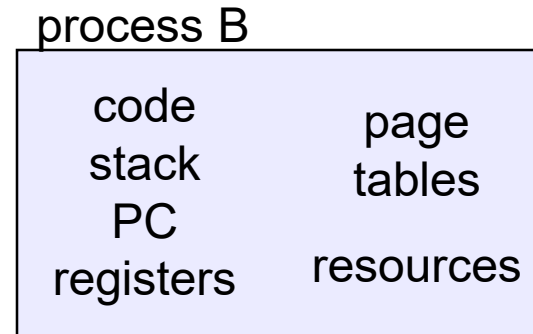 process B
code
stack
PC
registers
page
tables
resources